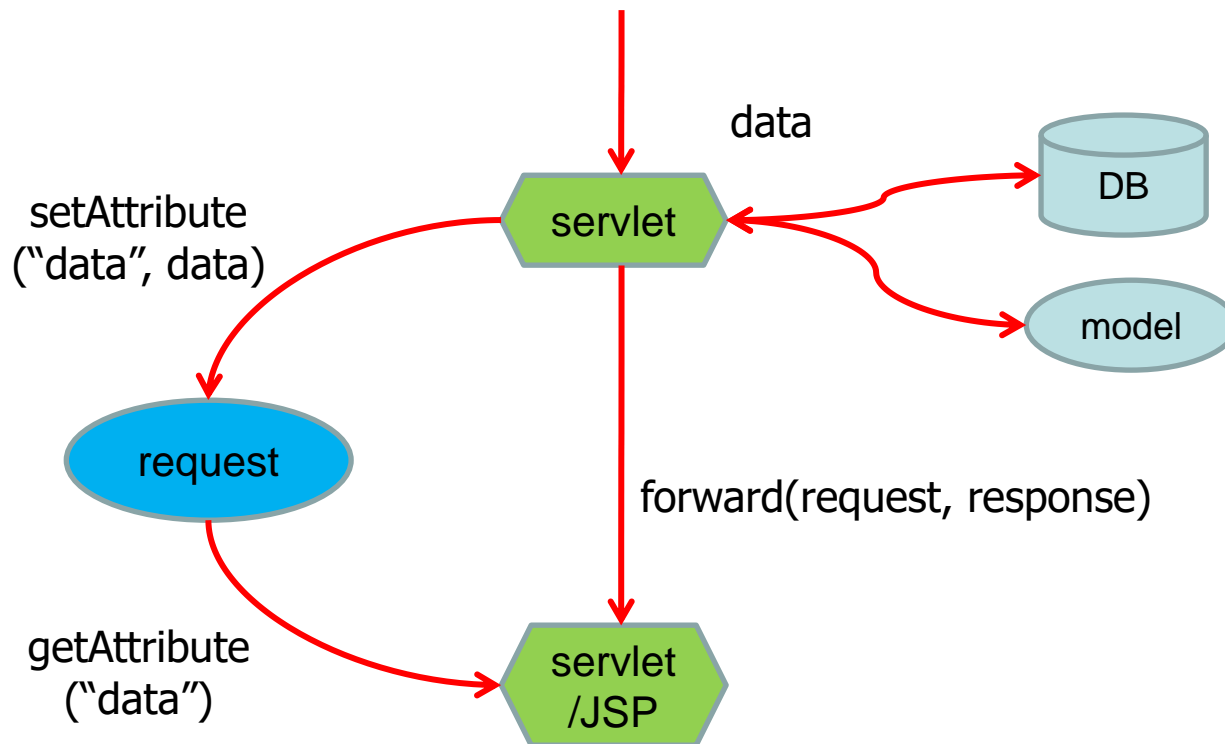 data
DB
setAttribute
(“data”, data)
servlet
model
request
forward(request, response)
getAttribute
(“data”)
servlet
/JSP